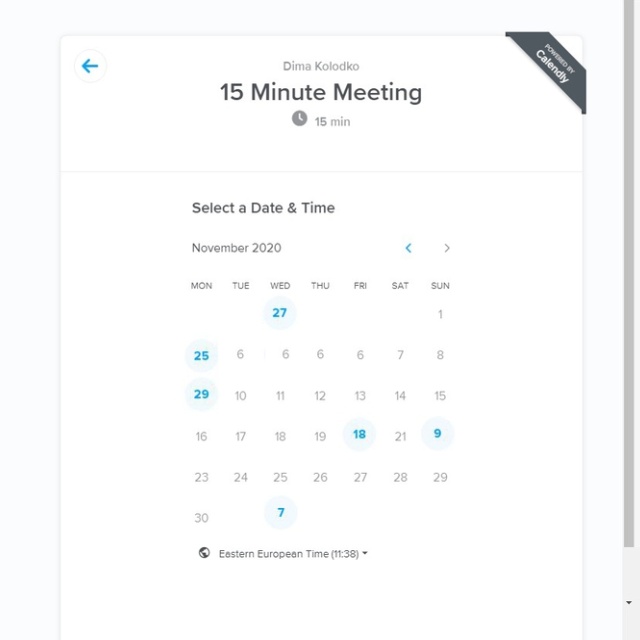 POWERED BY
Calendly
Dima Kolodko
15 Minute Meeting
15 min
Select a Date & Time
November 2020
MON TUE WED THU FRI SAT SUN
27 1
25 6 6 6 6 7 8
29 10 11 12 13 14 15
16 17 18 19 18 21 9
23 24 25 26 27 28 29
30 7
Eastern European Time (11:38)